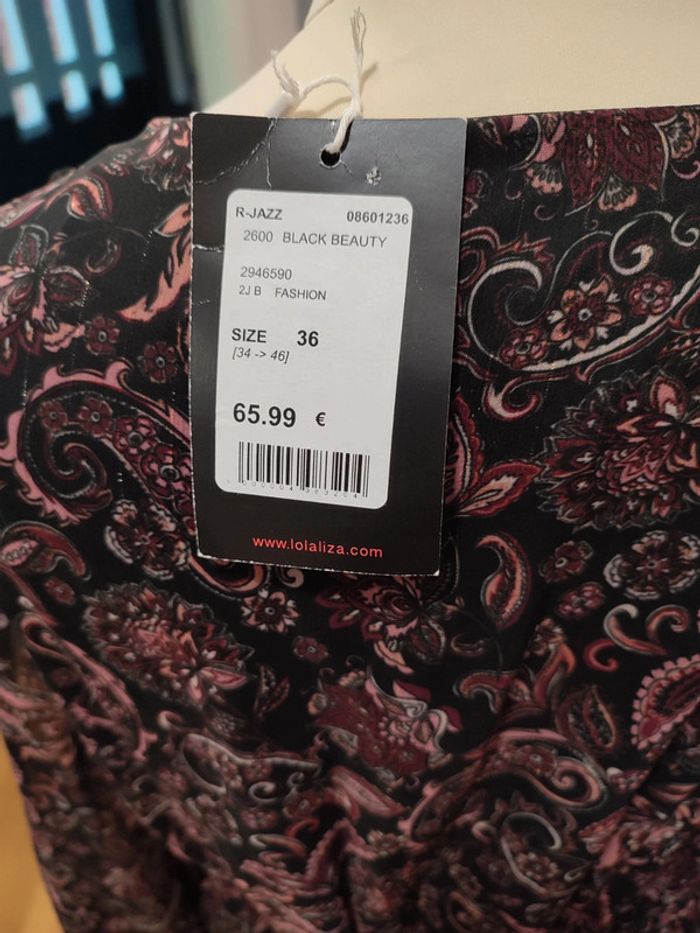 R-JAZZ 08601236
2600 BLACK BEAUTY
2946590
2J B FASHION
SIZE 36
[34 -> 46]
65.99 €
www.lolaliza.com